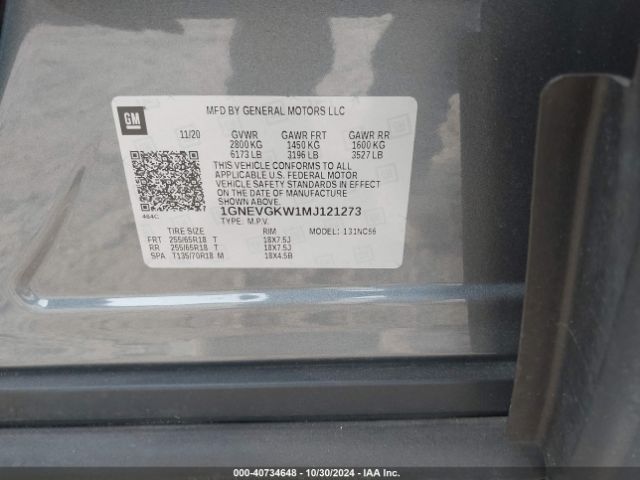 GM
MFD BY GENERAL MOTORS LLC
11/20 GVWR GAWR FRT GAWR RR
2800 KG 1450 KG 1600 KG
6173 LB 3196 LB 3527 LB
THIS VEHICLE CONFORMS TO ALL
APPLICABLE U.S. FEDERAL MOTOR
VEHICLE SAFETY STANDARDS IN EFFECT
ON THE DATE OF MANUFACTURE
SHOWN ABOVE.
1GNEVGKW1MJ121273
464C
TYPE: M.P.V.
TIRE SIZE RIM MODEL: 131NC56
FRT 255/65R18 T 18X7.5J
RR 255/65R18 T 18X7.5J
SPA T135/70R18 M 18X4.5B
000-40734648 • 10/30/2024 • IAAI.COM